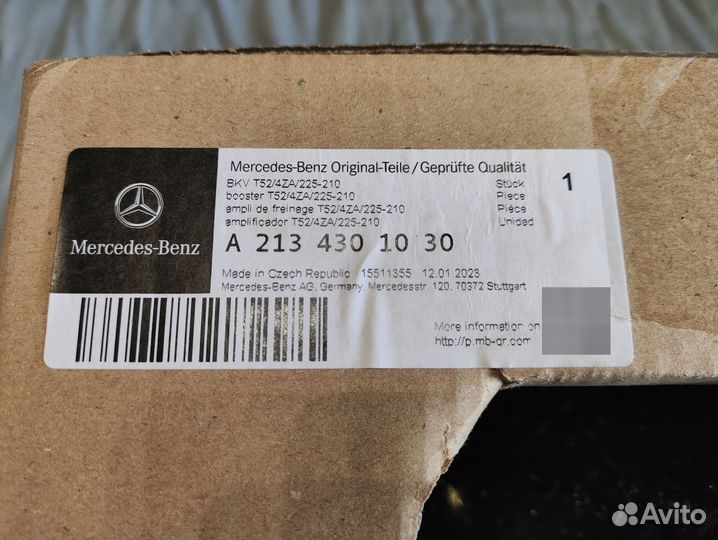 Mercedes-Benz
Mercedes-Benz Original-Teile/Geprüfte Qualität
BKV T52/4ZA/225-210 Stück 1
booster T52/4ZA/225-210 Piece
ampli de freinage T52/4ZA/225-210 Pièce
amplificador T52/4ZA/225-210 Unidad
A 213 430 10 30
Made in Czech Republic 15511355 12.01.2023
Mercedes-Benz AG, Germany, Mercedesstr. 120, 70372 Stuttgart
More information on
http://p.mb-qr.com
Avito